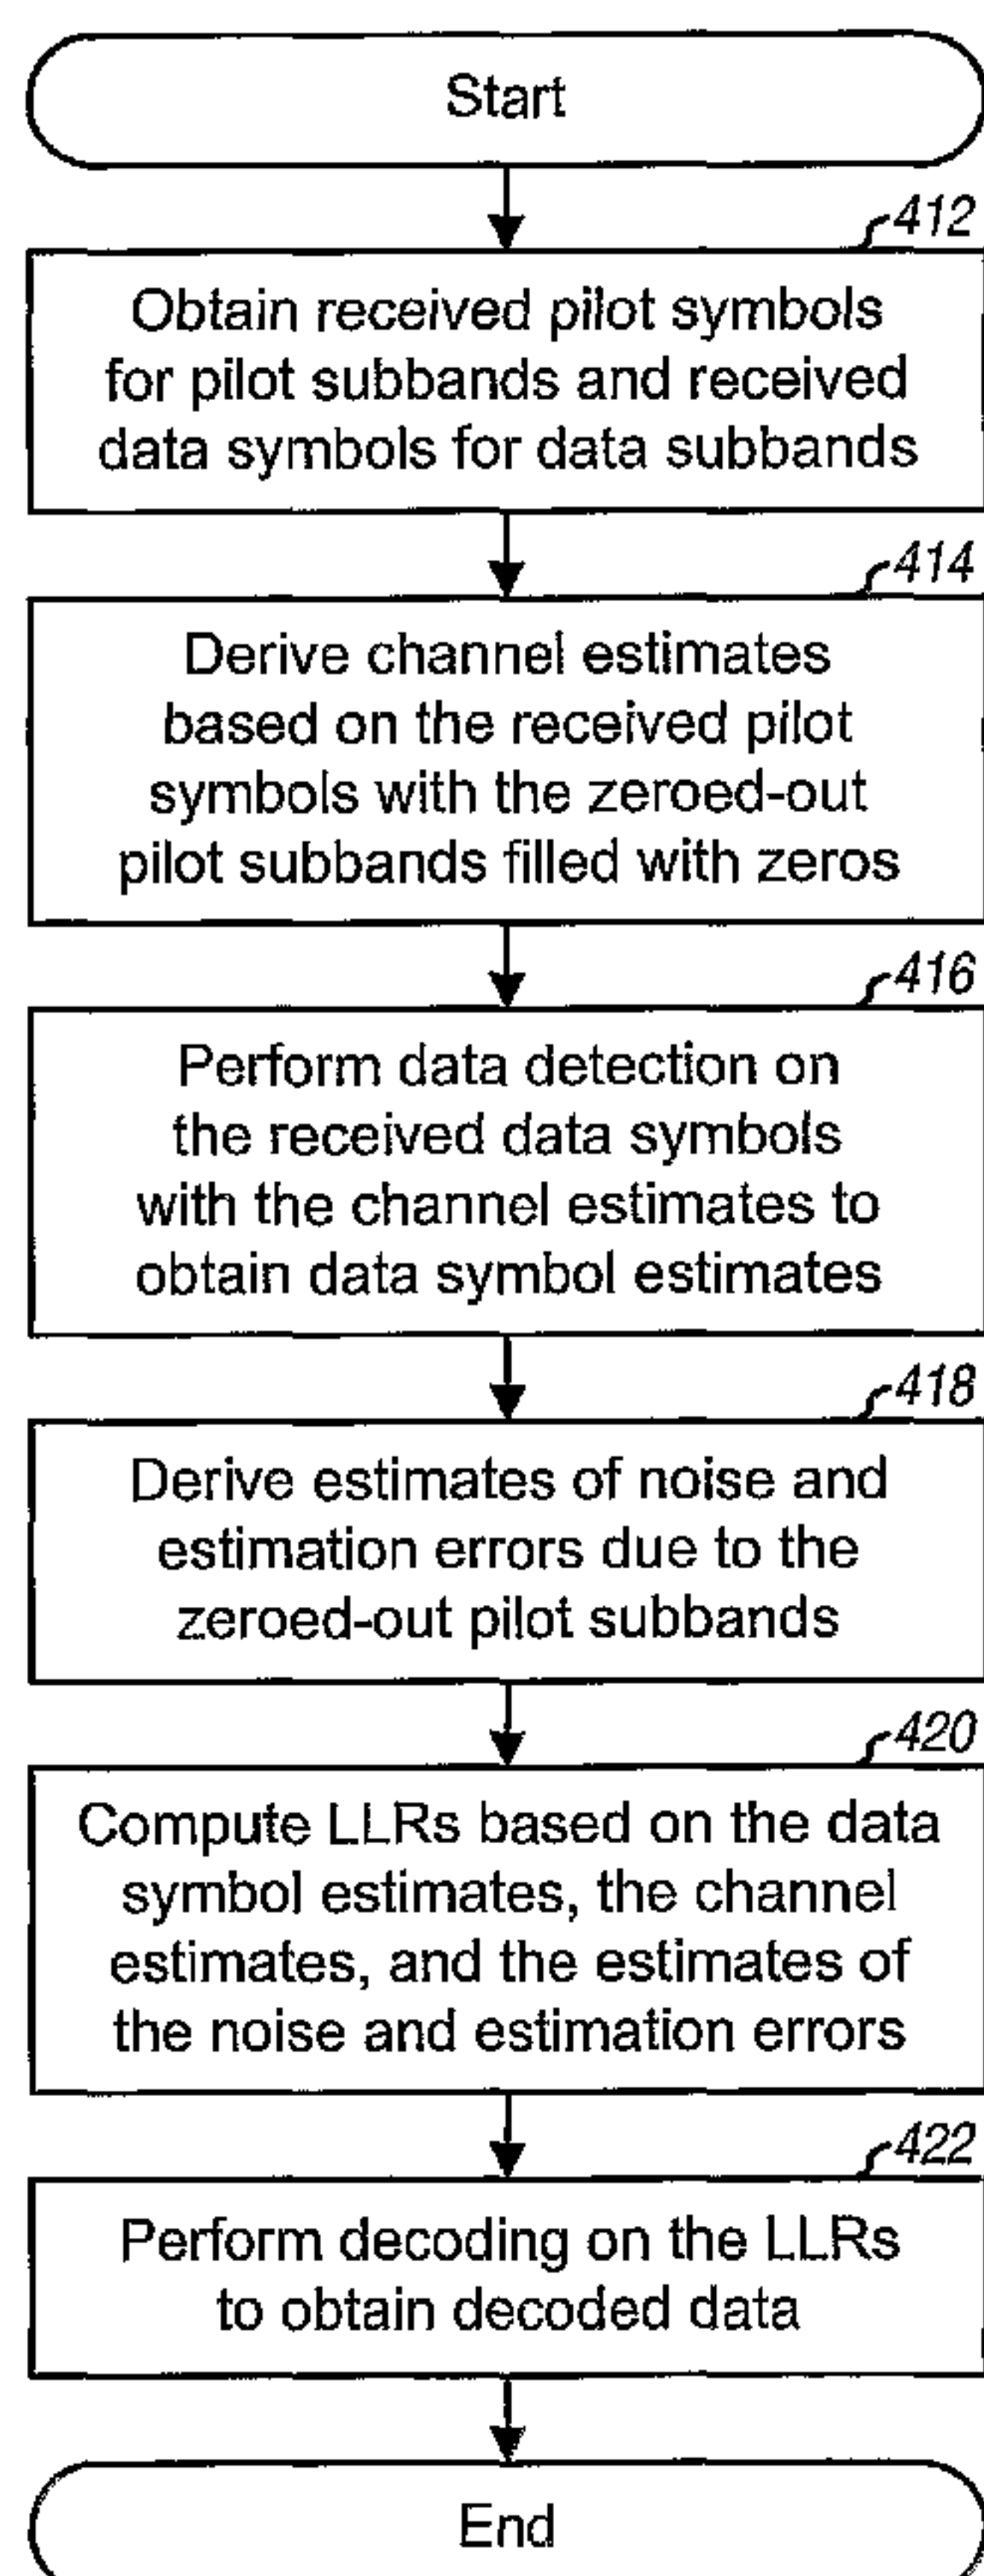 Start
412
Obtain received pilot symbols
for pilot subbands and received
data symbols for data subbands
414
Derive channel estimates
based on the received pilot
symbols with the zeroed-out
pilot subbands filled with zeros
416
Perform data detection on
the received data symbols
with the channel estimates to
obtain data symbol estimates
418
Derive estimates of noise and
estimation errors due to the
zeroed-out pilot subbands
420
Compute LLRs based on the data
symbol estimates, the channel
estimates, and the estimates of
the noise and estimation errors
422
Perform decoding on the LLRs
to obtain decoded data
End